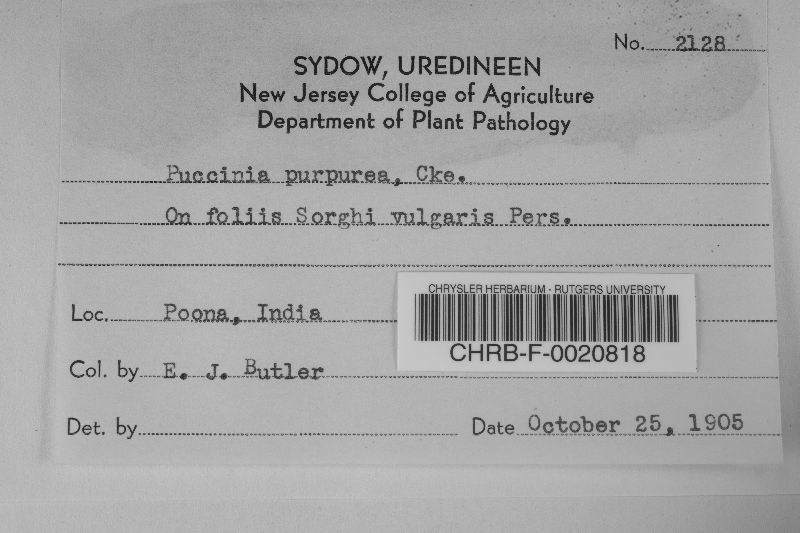 No. 2128
SYDOW, UREDINEEN
New Jersey College of Agriculture
Department of Plant Pathology
Puccinia purpurea, Cke.
On foliis Sorghi vulgaris Pers.
CHRYSLER HERBARIUM - RUTGERS UNIVERSITY
Loc. Poona, India
CHRB-F-0020818
Col. by E. J. Butler
Det. by
Date October 25, 1905